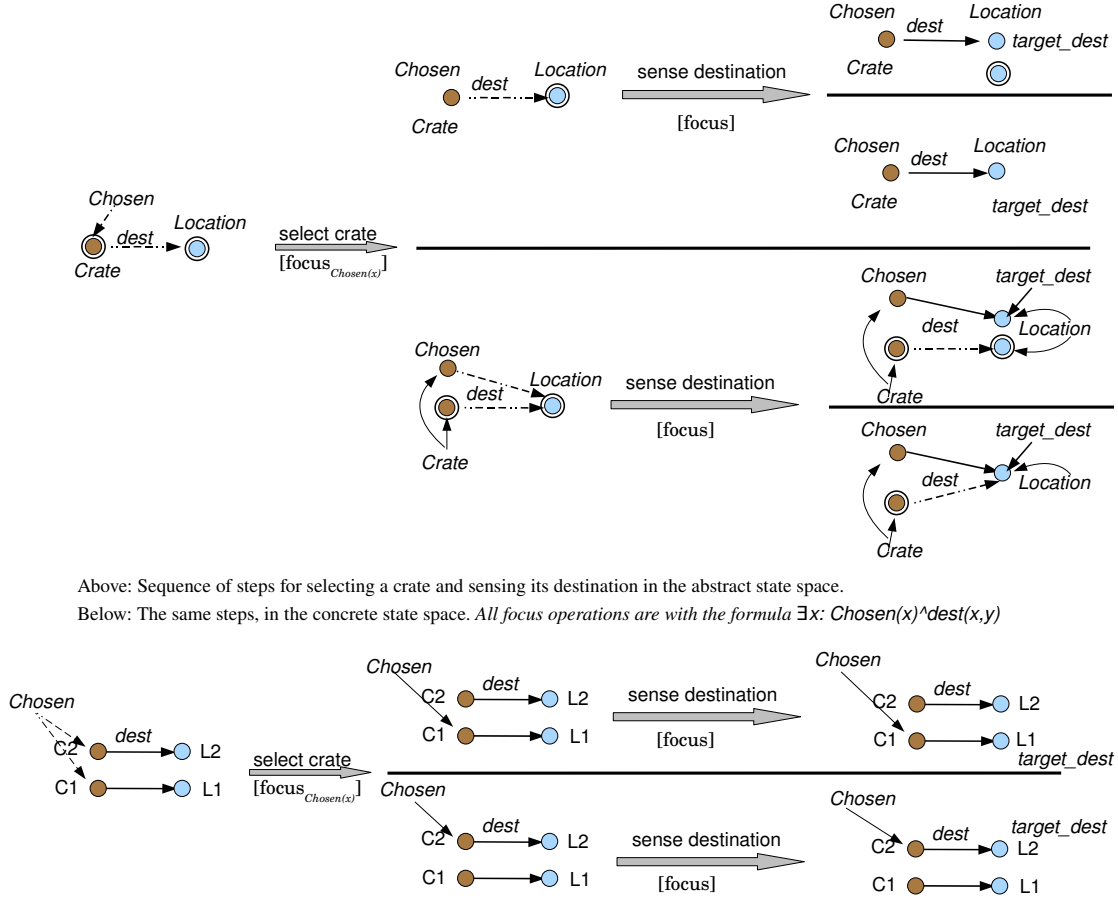 Chosen
Location
dest
target_dest
Crate
Chosen
Location
dest
Crate
sense destination
[focus]
Chosen
Location
dest
Crate
target_dest
Chosen
Location
dest
Crate
select crate
[focus Chosen(x)]
Chosen
target_dest
dest
Location
Crate
Chosen
Location
dest
Crate
sense destination
[focus]
Chosen
target_dest
dest
Location
Crate
Above: Sequence of steps for selecting a crate and sensing its destination in the abstract state space.
Below: The same steps, in the concrete state space. All focus operations are with the formula ∃x: Chosen(x)^dest(x,y)
Chosen
C2 dest L2
C1 L1
select crate
[focus Chosen(x)]
Chosen
C2 dest L2
C1 L1
sense destination
[focus]
Chosen
C2 dest L2
C1 L1
target_dest
Chosen
C2 dest L2
C1 L1
sense destination
[focus]
Chosen
target_dest
C2 dest L2
C1 L1